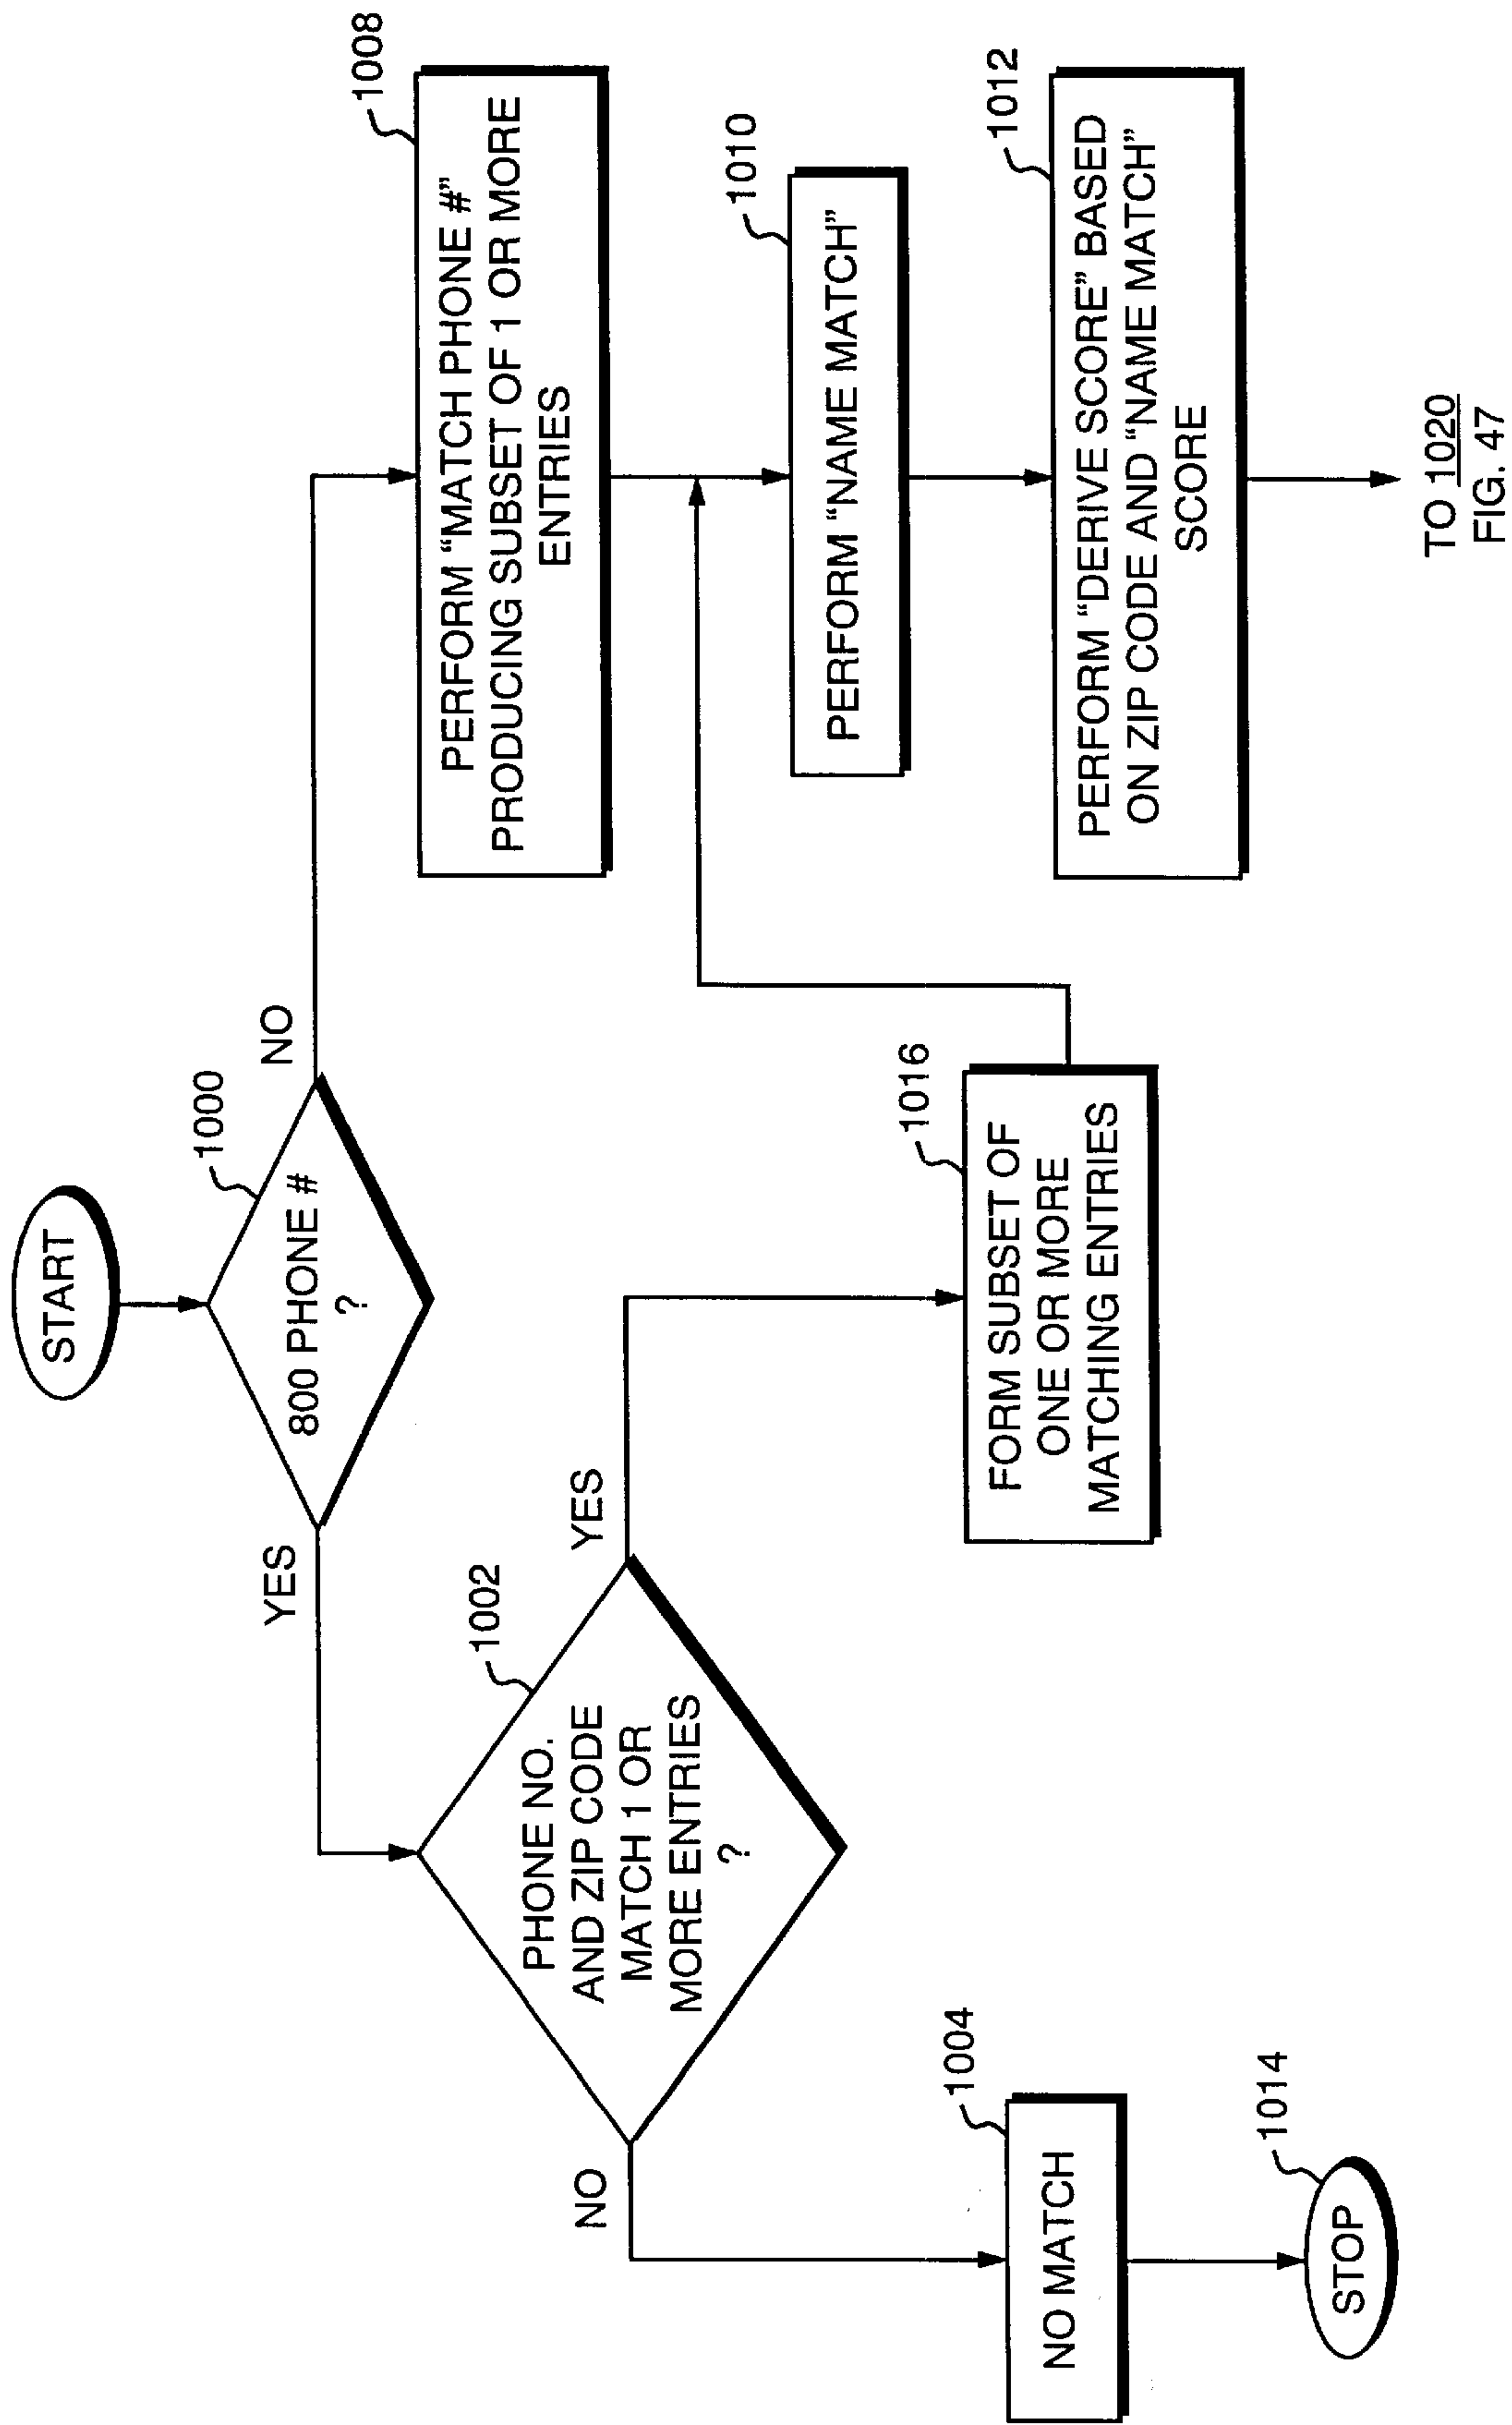 START
1000
800 PHONE #
?
YES
NO
1002
PHONE NO.
AND ZIP CODE
MATCH 1 OR
MORE ENTRIES
?
NO
YES
1004
NO MATCH
1014
STOP
1016
FORM SUBSET OF
ONE OR MORE
MATCHING ENTRIES
1008
PERFORM “MATCH PHONE #”
PRODUCING SUBSET OF 1 OR MORE
ENTRIES
1010
PERFORM “NAME MATCH”
1012
PERFORM “DERIVE SCORE” BASED
ON ZIP CODE AND “NAME MATCH”
SCORE
TO 1020
FIG. 47